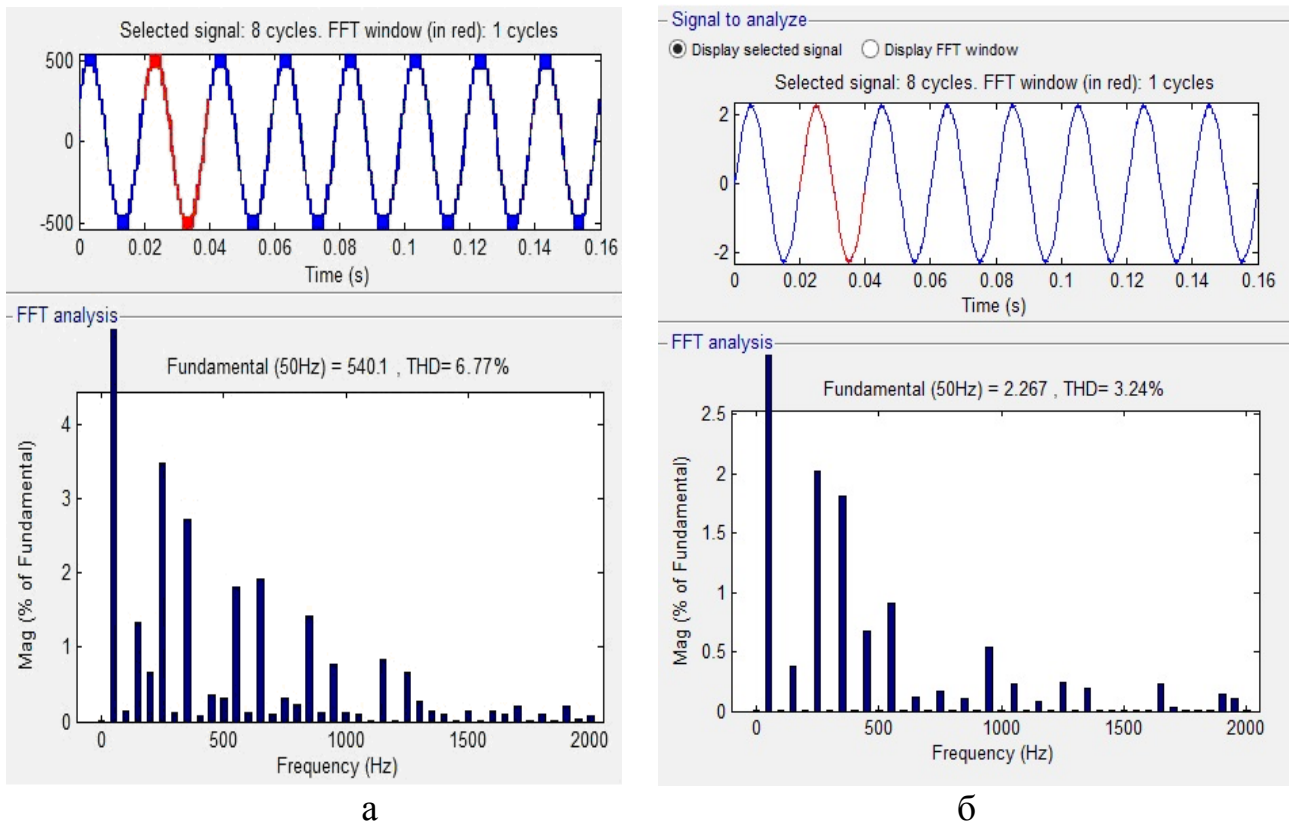 Selected signal: 8 cycles. FFT window (in red): 1 cycles
500
0
-500
0 0.02 0.04 0.06 0.08 0.1 0.12 0.14 0.16
Time (s)
FFT analysis
Fundamental (50Hz) = 540.1 , THD= 6.77%
Mag (% of Fundamental)
4
3
2
1
0
0 500 1000 1500 2000
Frequency (Hz)
а
Signal to analyze
Display selected signal Display FFT window
Selected signal: 8 cycles. FFT window (in red): 1 cycles
2
0
-2
0 0.02 0.04 0.06 0.08 0.1 0.12 0.14 0.16
Time (s)
FFT analysis
Fundamental (50Hz) = 2.267 , THD= 3.24%
Mag (% of Fundamental)
2.5
2
1.5
1
0.5
0
0 500 1000 1500 2000
Frequency (Hz)
б